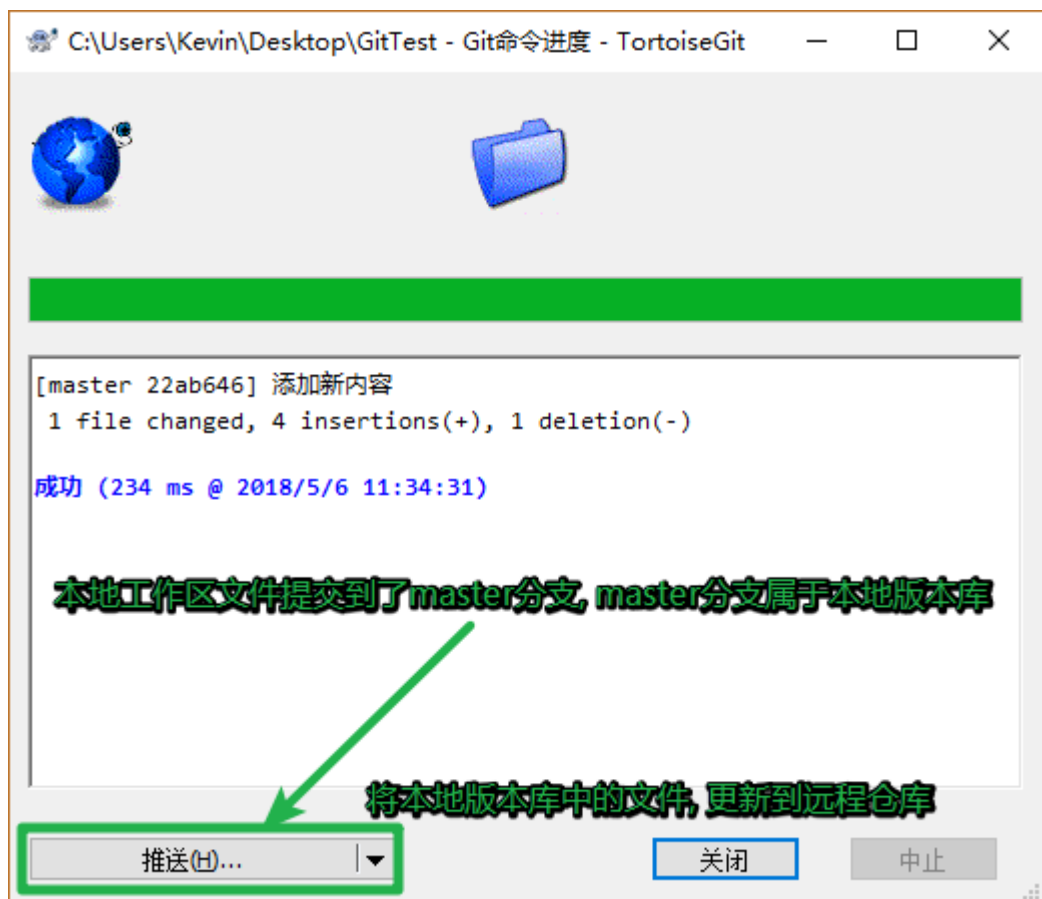 C:\Users\Kevin\Desktop\GitTest - Git命令进度 - TortoiseGit
[master 22ab646] 添加新内容
1 file changed, 4 insertions(+), 1 deletion(-)
成功 (234 ms @ 2018/5/6 11:34:31)
本地工作区文件提交到了master分支, master分支属于本地版本库
将本地版本库中的文件, 更新到远程仓库
推送(H)...
关闭
中止